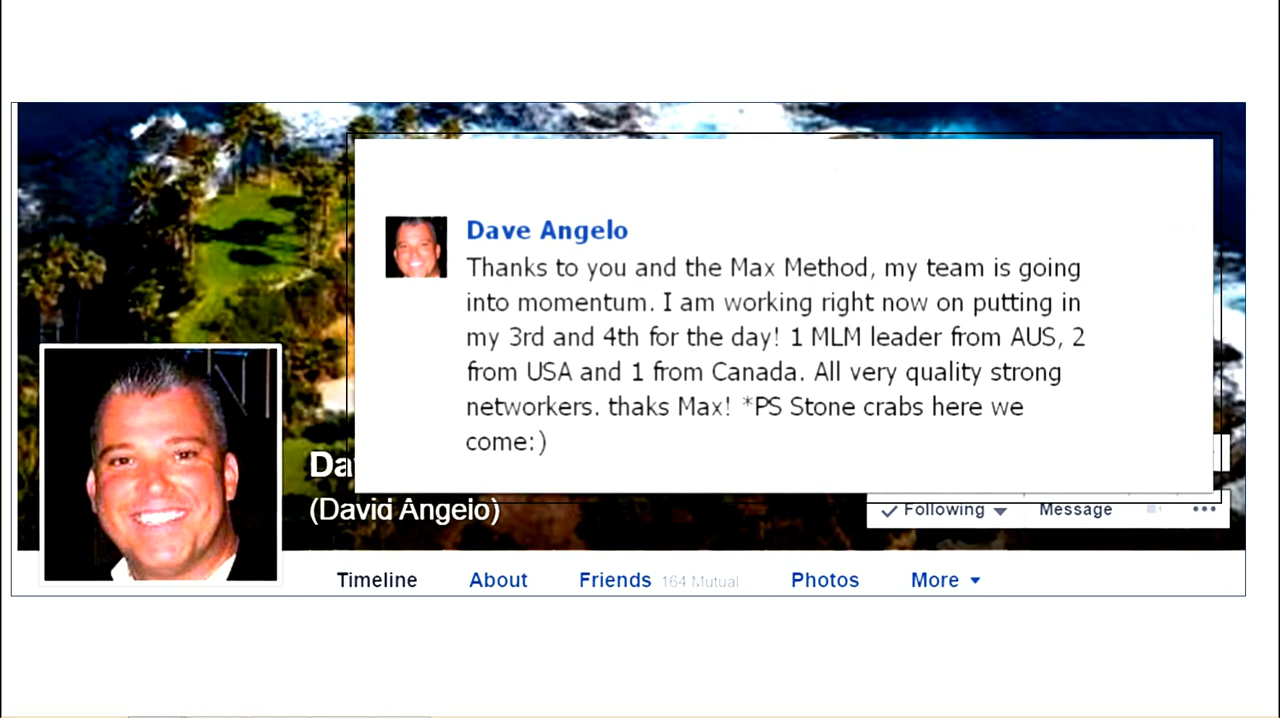 Dave Angelo
Thanks to you and the Max Method, my team is going
into momentum. I am working right now on putting in
my 3rd and 4th for the day! 1 MLM leader from AUS, 2
from USA and 1 from Canada. All very quality strong
networkers. thaks Max! *PS Stone crabs here we
come:)
Da
(David Angelo)
Following Message
Timeline About Friends 164 Mutual Photos More